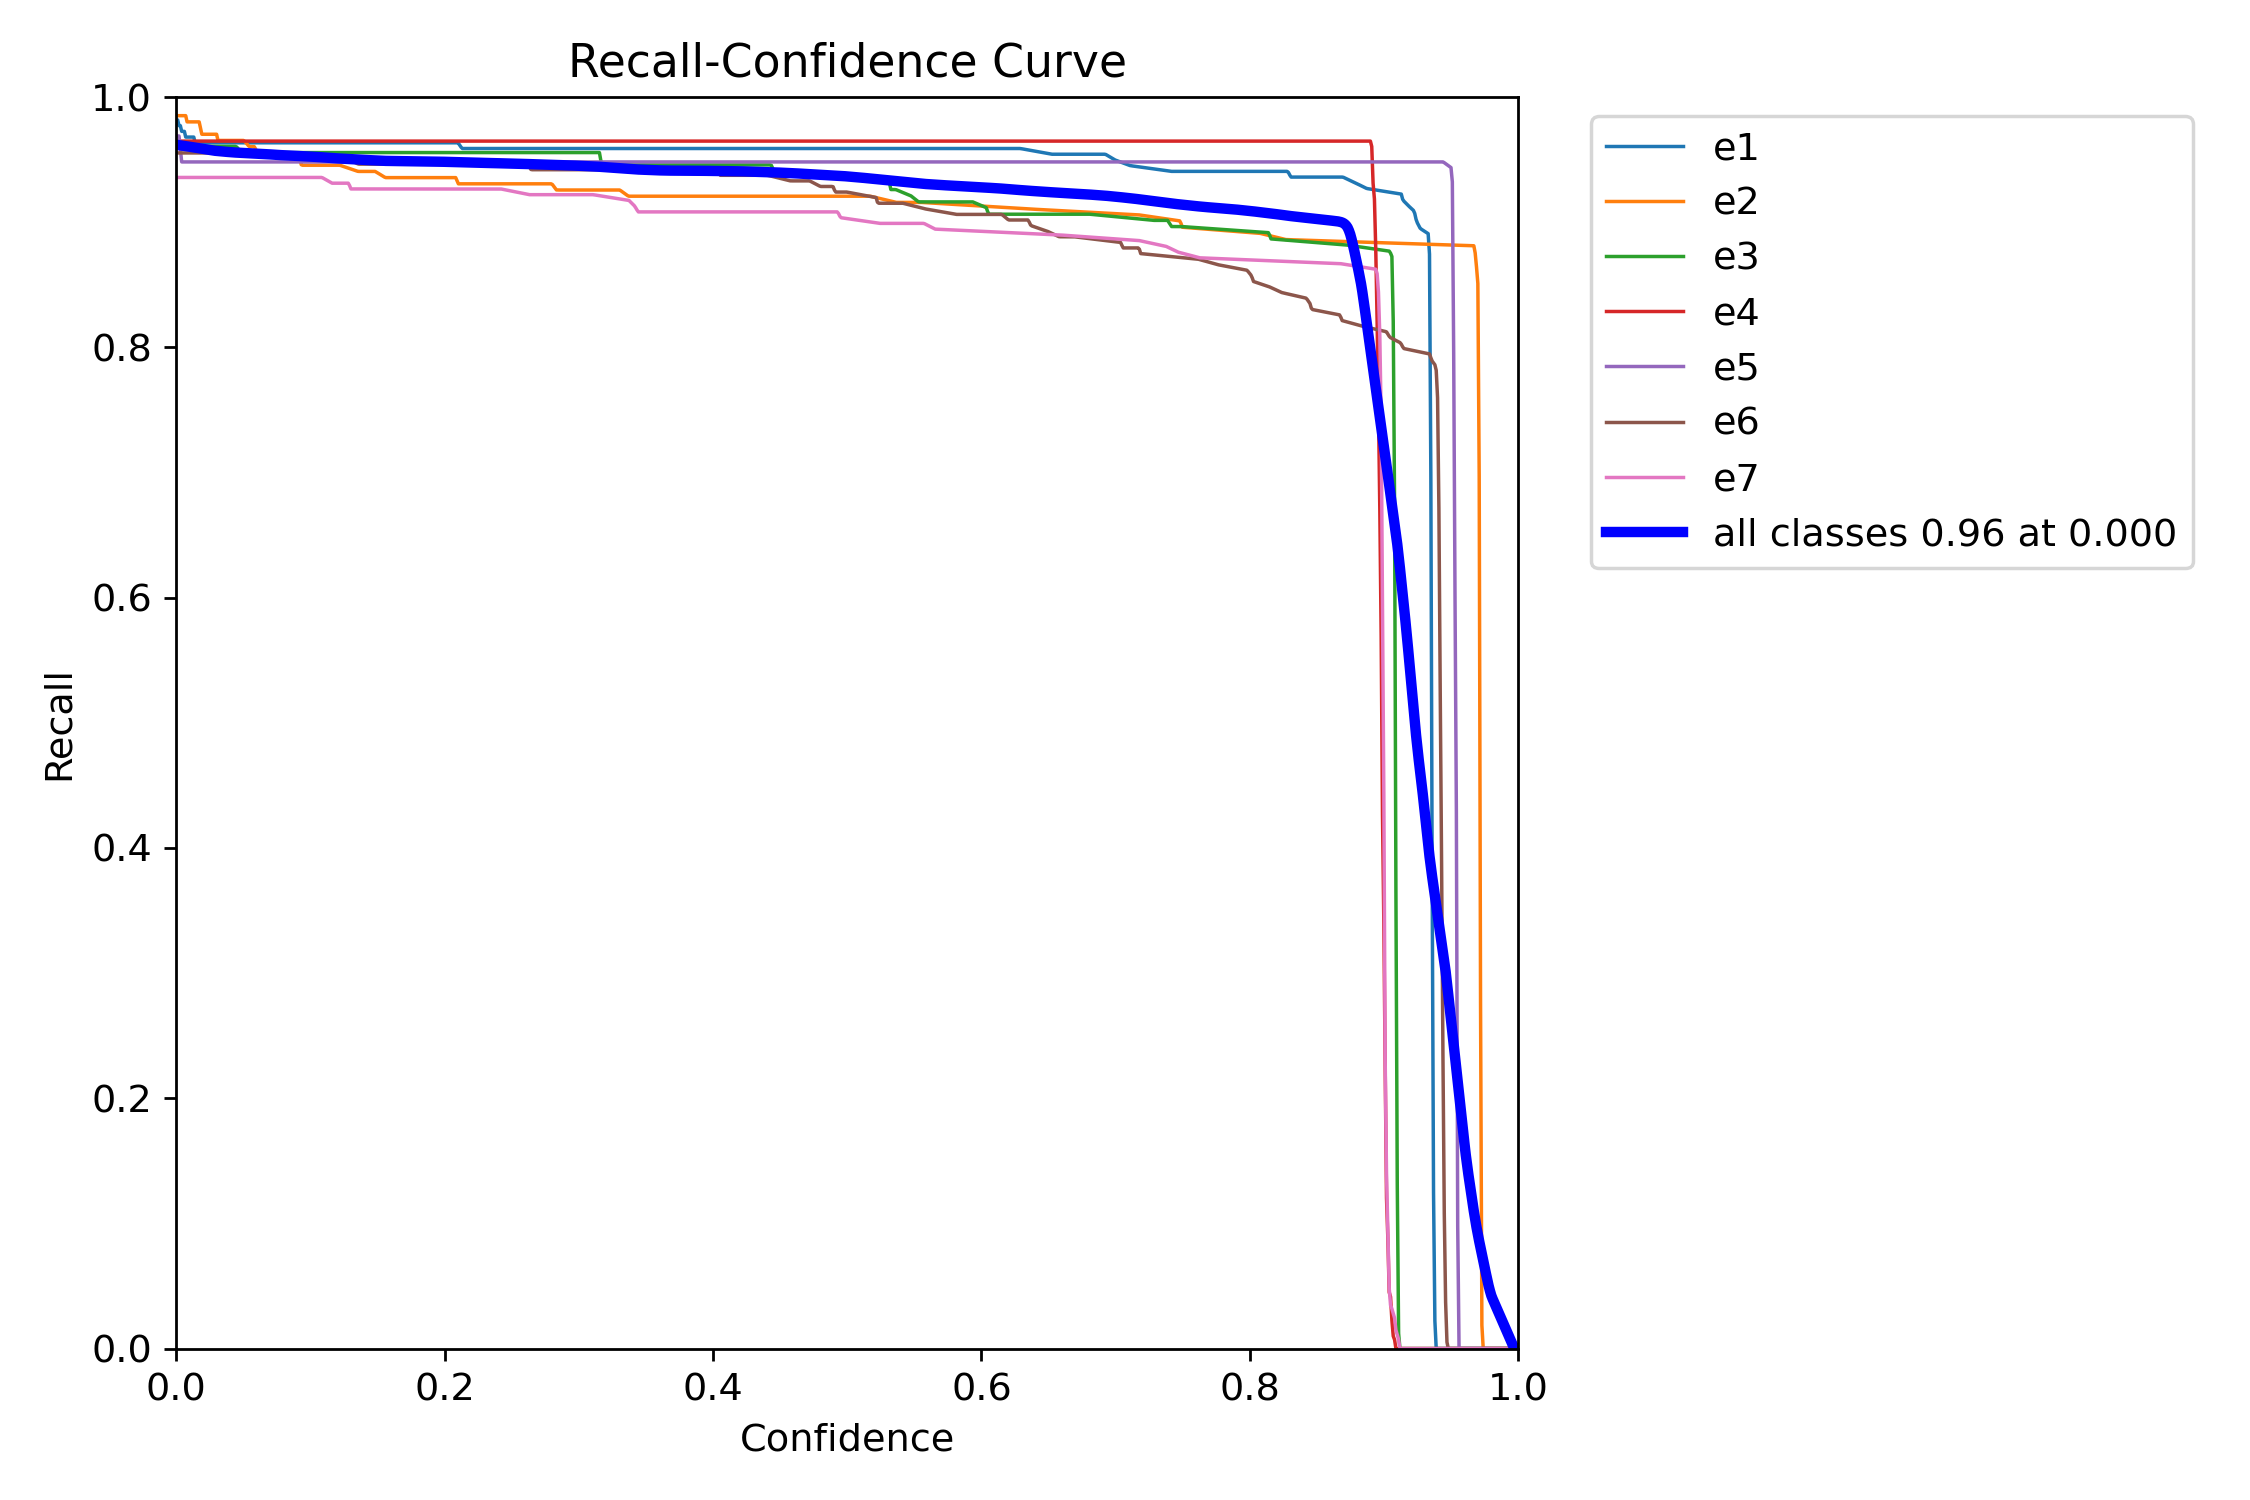 Recall-Confidence Curve
1.0
0.8
0.6
0.4
0.2
0.0
Recall
0.0 0.2 0.4 0.6 0.8 1.0
Confidence
e1
e2
e3
e4
e5
e6
e7
all classes 0.96 at 0.000